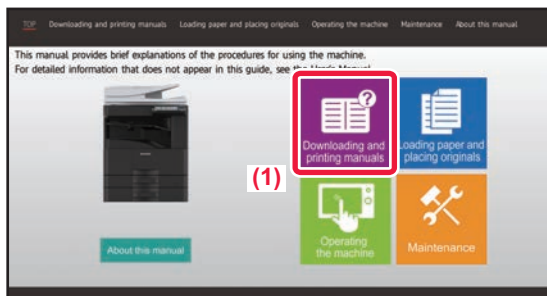 TOP Downloading and printing manuals Loading paper and placing originals Operating the machine Maintenance About this manual
This manual provides brief explanations of the procedures for using the machine.
For detailed information that does not appear in this guide, see the User's Manual
Downloading and
printing manuals
Loading paper and
placing originals
(1)
Operating
the machine
Maintenance
About this manual